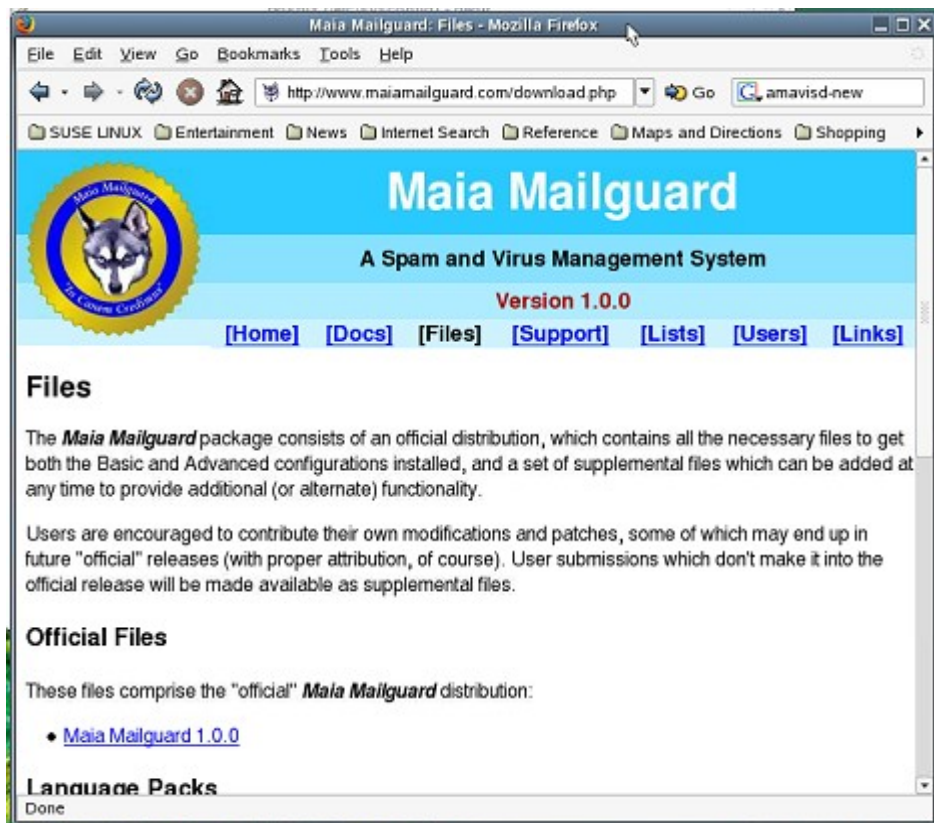 Maia Mailguard: Files - Mozilla Firefox
File Edit View Go Bookmarks Tools Help
http://www.maiamailguard.com/download.php Go amavisd-new
SUSE LINUX Entertainment News Internet Search Reference Maps and Directions Shopping
Maia Mailguard
Maia Mailguard
A Spam and Virus Management System
"In Canem Credimus"
Version 1.0.0
[Home] [Docs] [Files] [Support] [Lists] [Users] [Links]
Files
The Maia Mailguard package consists of an official distribution, which contains all the necessary files to get
both the Basic and Advanced configurations installed, and a set of supplemental files which can be added at
any time to provide additional (or alternate) functionality.
Users are encouraged to contribute their own modifications and patches, some of which may end up in
future "official" releases (with proper attribution, of course). User submissions which don't make it into the
official release will be made available as supplemental files.
Official Files
These files comprise the "official" Maia Mailguard distribution:
Maia Mailguard 1.0.0
Language Packs
Done